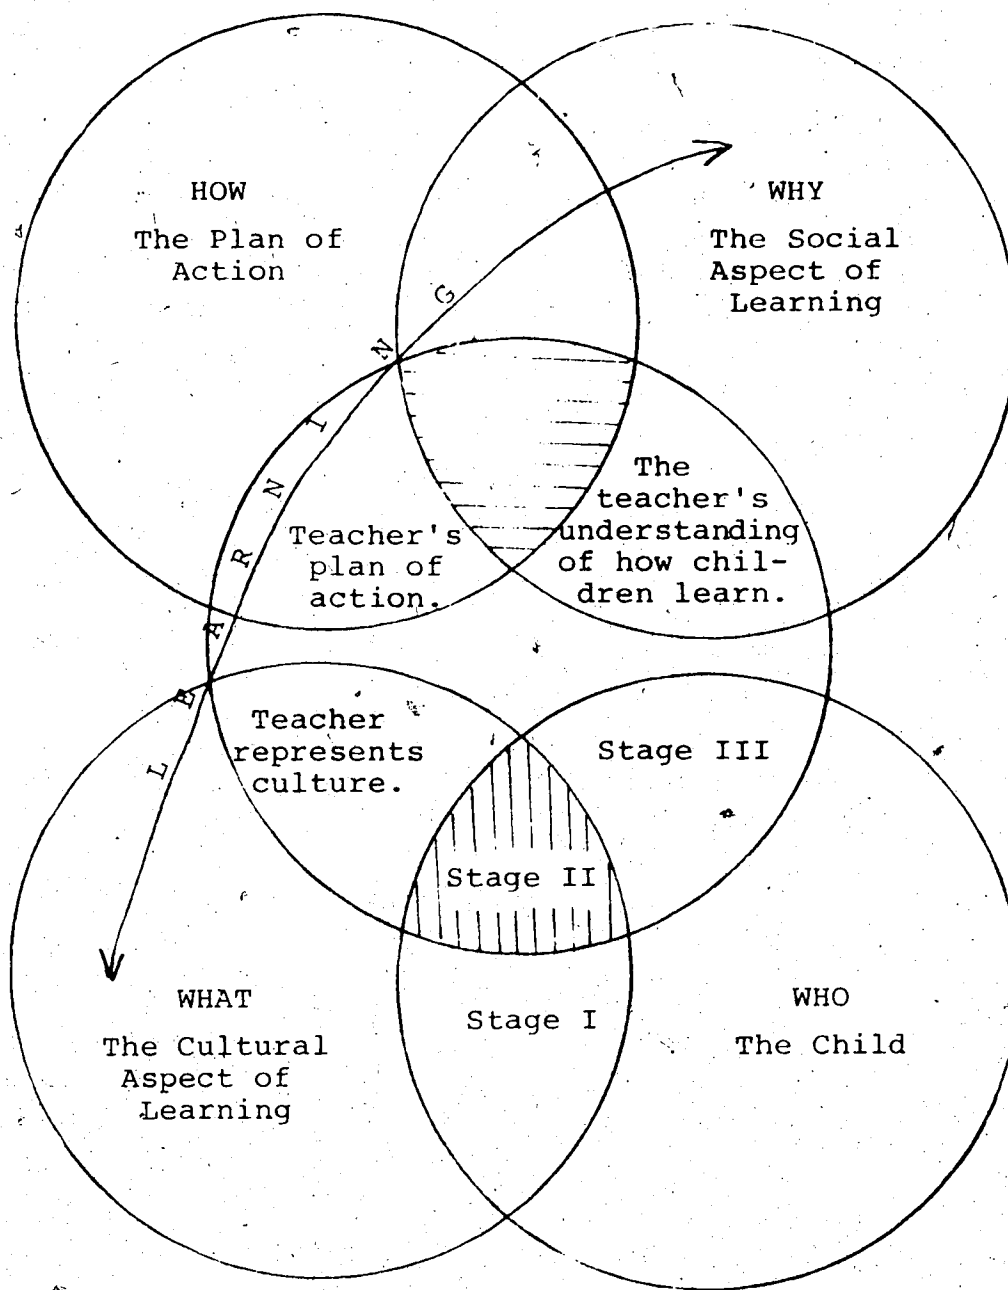 HOW
The Plan of
Action
WHY
The Social
Aspect of
Learning
LEARNING
The
teacher's
understanding
of how chil-
dren learn.
Teacher's
plan of
action.
Teacher
represents
culture.
Stage III
Stage II
Stage I
WHAT
The Cultural
Aspect of
Learning
WHO
The Child